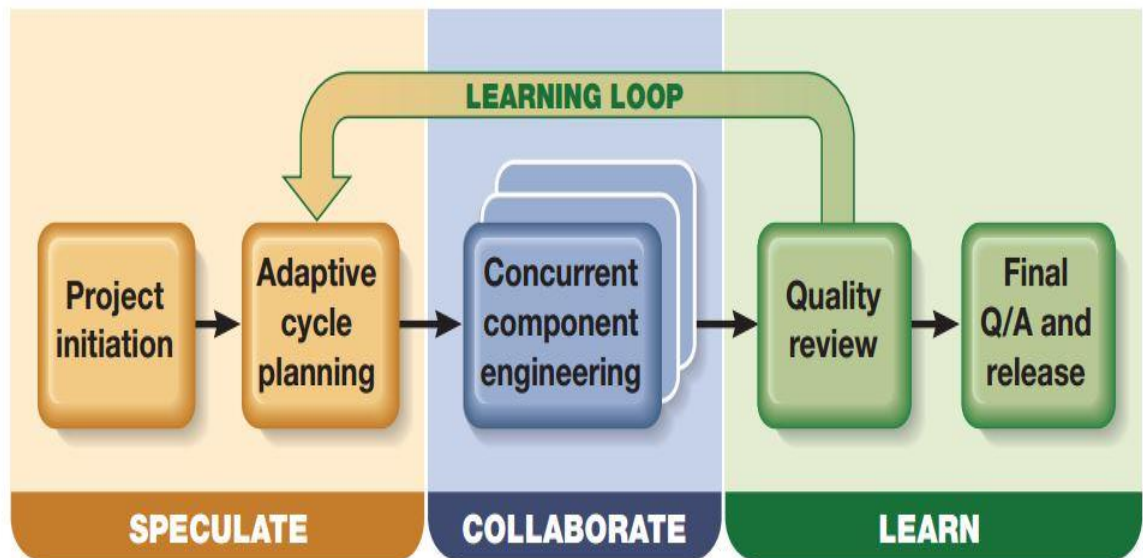 LEARNING LOOP
Project
initiation
Adaptive
cycle
planning
Concurrent
component
engineering
Quality
review
Final
Q/A and
release
SPECULATE
COLLABORATE
LEARN